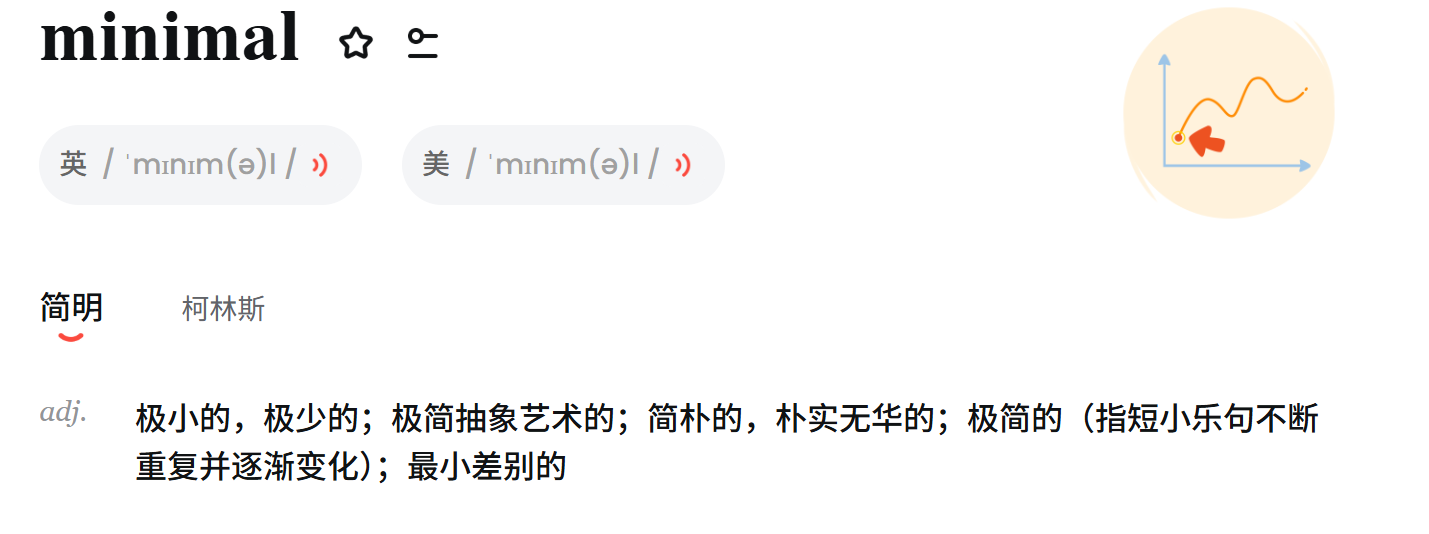 minimal
英 / ˈmɪnɪm(ə)l /
美 / ˈmɪnɪm(ə)l /
简明
柯林斯
adj.
极小的，极少的；极简抽象艺术的；简朴的，朴实无华的；极简的（指短小乐句不断
重复并逐渐变化）；最小差别的